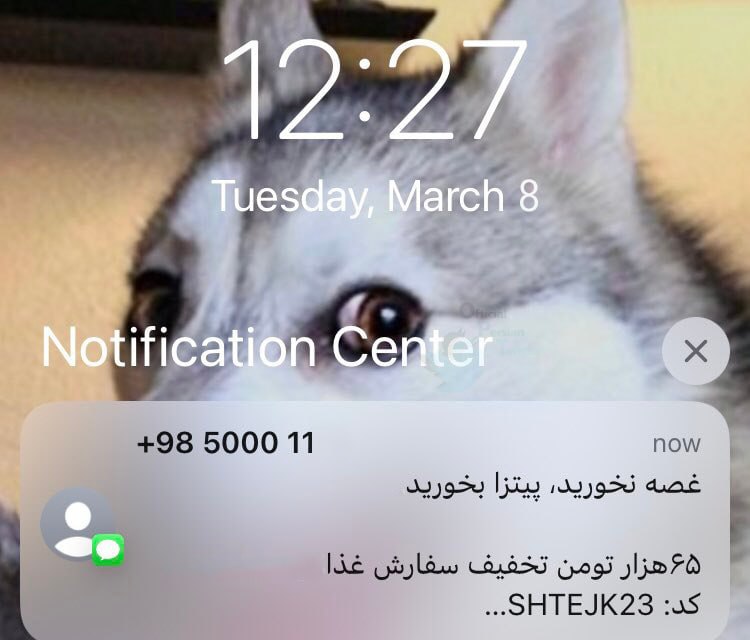 12:27
Tuesday, March 8
Notification Center
+98 5000 11
now
غصه نخورید، پیتزا بخورید
۶۵هزار تومن تخفیف سفارش غذا
کد: SHTEJK23...